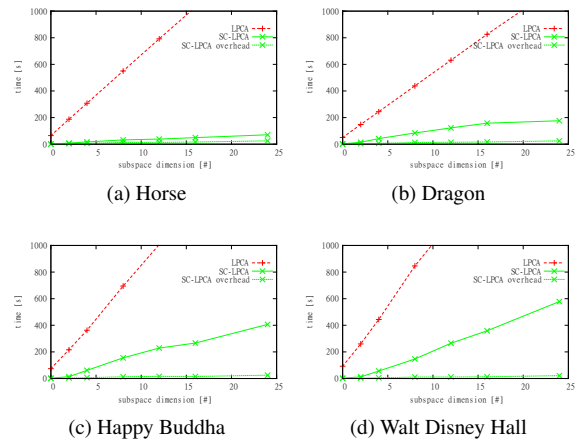 1000
800
600
400
200
0
time [s]
0 5 10 15 20 25
subspace dimension [#]
LPCA
SC-LPCA
SC-LPCA overhead
(a) Horse
1000
800
600
400
200
0
time [s]
0 5 10 15 20 25
subspace dimension [#]
LPCA
SC-LPCA
SC-LPCA overhead
(b) Dragon
1000
800
600
400
200
0
time [s]
0 5 10 15 20 25
subspace dimension [#]
LPCA
SC-LPCA
SC-LPCA overhead
(c) Happy Buddha
1000
800
600
400
200
0
time [s]
0 5 10 15 20 25
subspace dimension [#]
LPCA
SC-LPCA
SC-LPCA overhead
(d) Walt Disney Hall